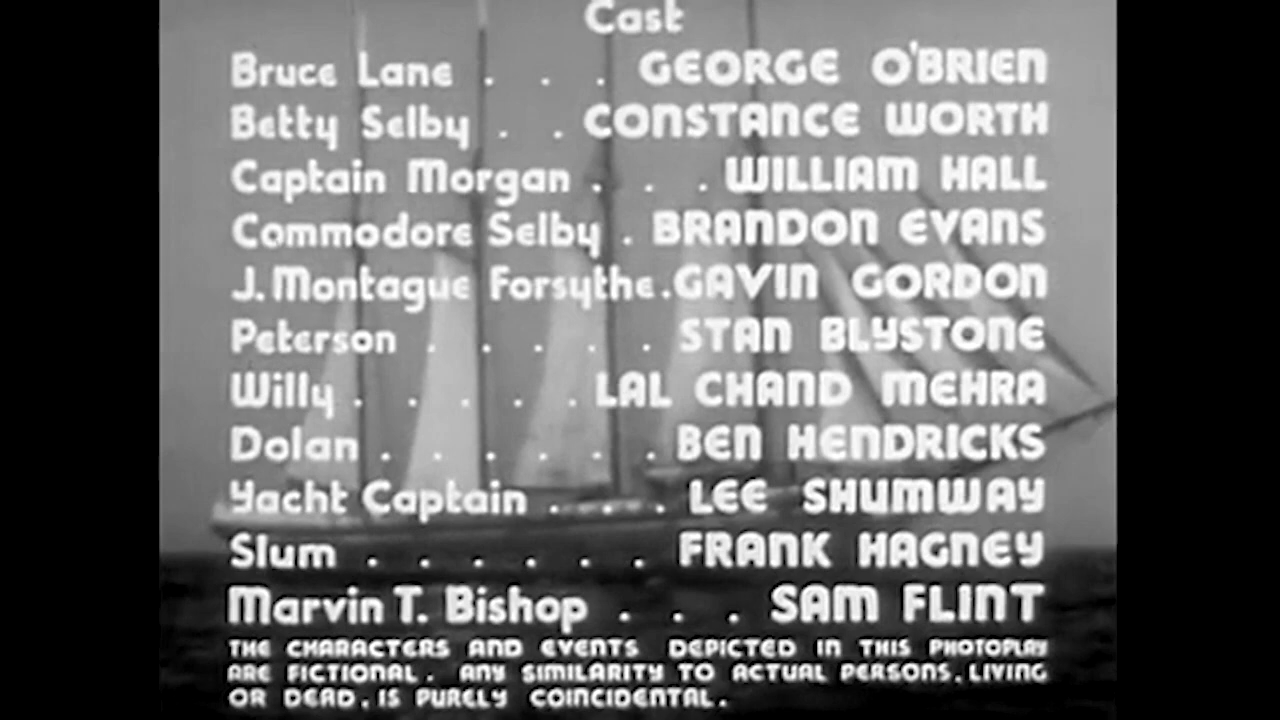 Cast
Bruce Lane . . . GEORGE O'BRIEN
Betty Selby . . CONSTANCE WORTH
Captain Morgan . . . WILLIAM HALL
Commodore Selby . BRANDON EVANS
J. Montague Forsythe . GAVIN GORDON
Peterson . . . . . STAN BLYSTONE
Willy . . . . . LAL CHAND MEHRA
Dolan . . . . . . BEN HENDRICKS
Yacht Captain . . . LEE SHUMWAY
Slum . . . . . . FRANK HAGNEY
Marvin T. Bishop . . . SAM FLINT
THE CHARACTERS AND EVENTS DEPICTED IN THIS PHOTOPLAY
ARE FICTIONAL. ANY SIMILARITY TO ACTUAL PERSONS, LIVING
OR DEAD, IS PURELY COINCIDENTAL.